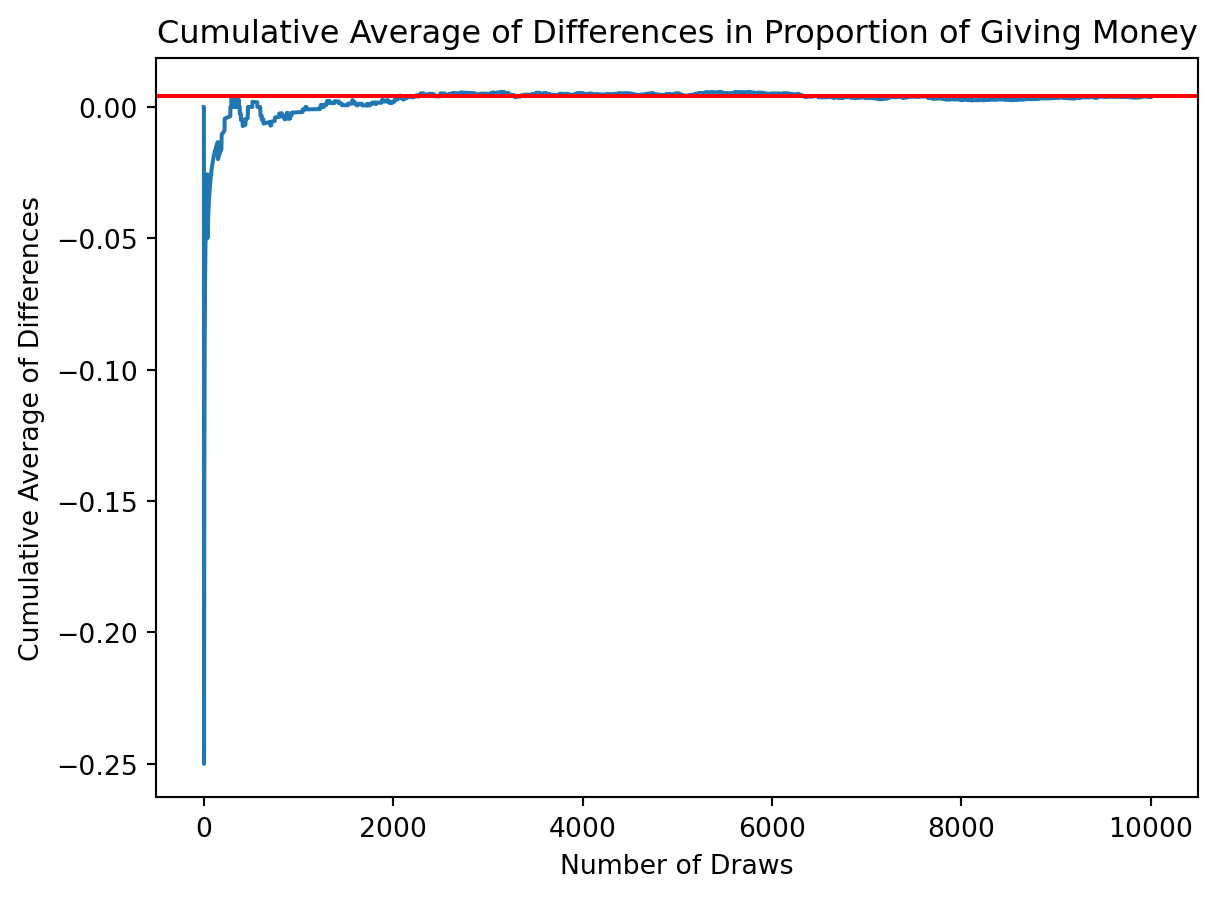 Cumulative Average of Differences in Proportion of Giving Money
Cumulative Average of Differences
0.00
−0.05
−0.10
−0.15
−0.20
−0.25
0 2000 4000 6000 8000 10000
Number of Draws